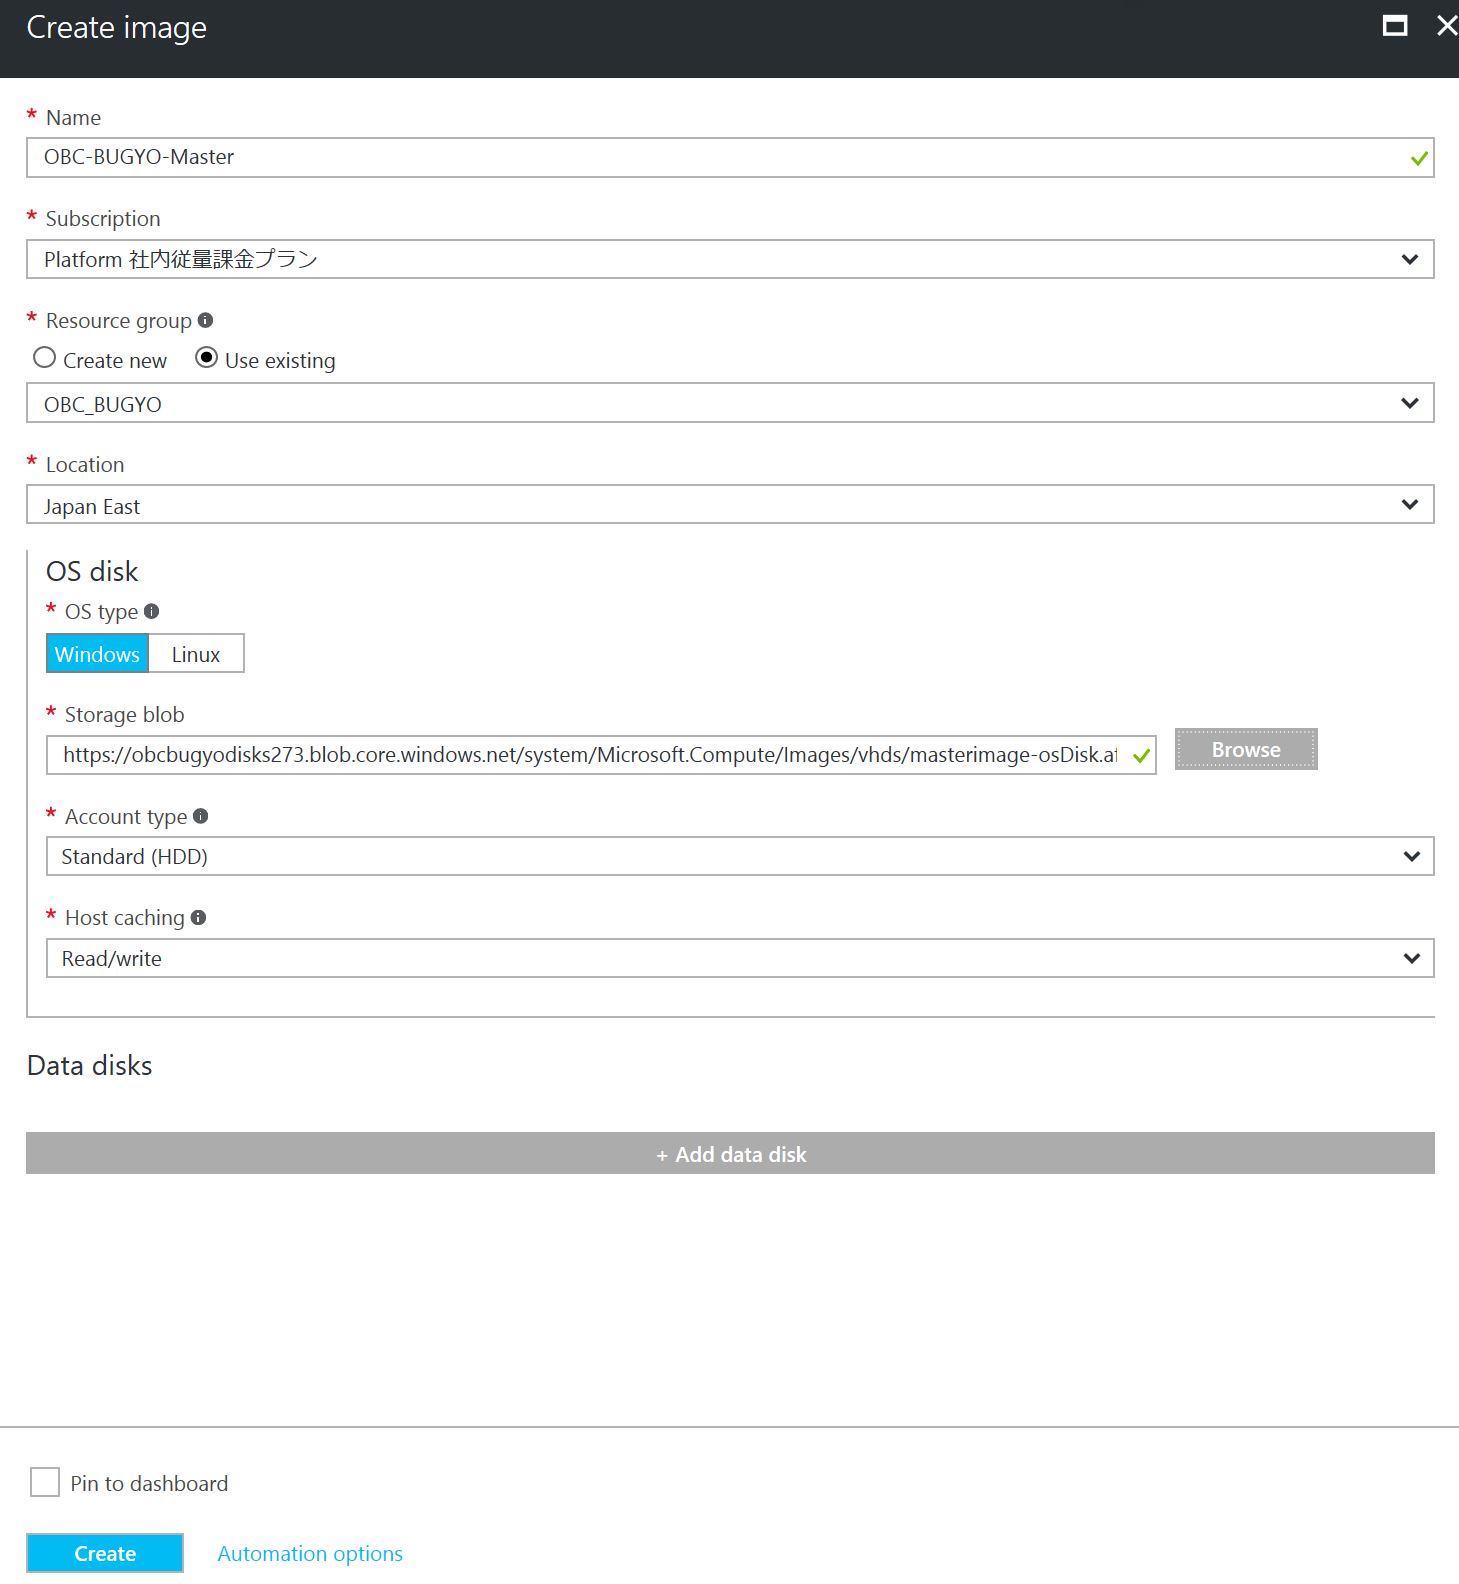 Create image
* Name
OBC-BUGYO-Master
* Subscription
Platform 社内従量課金プラン
* Resource group
Create new Use existing
OBC_BUGYO
* Location
Japan East
OS disk
* OS type
Windows Linux
* Storage blob
https://obcbugyodisks273.blob.core.windows.net/system/Microsoft.Compute/Images/vhds/masterimage-osDisk.a
Browse
* Account type
Standard (HDD)
* Host caching
Read/write
Data disks
+ Add data disk
Pin to dashboard
Create Automation options